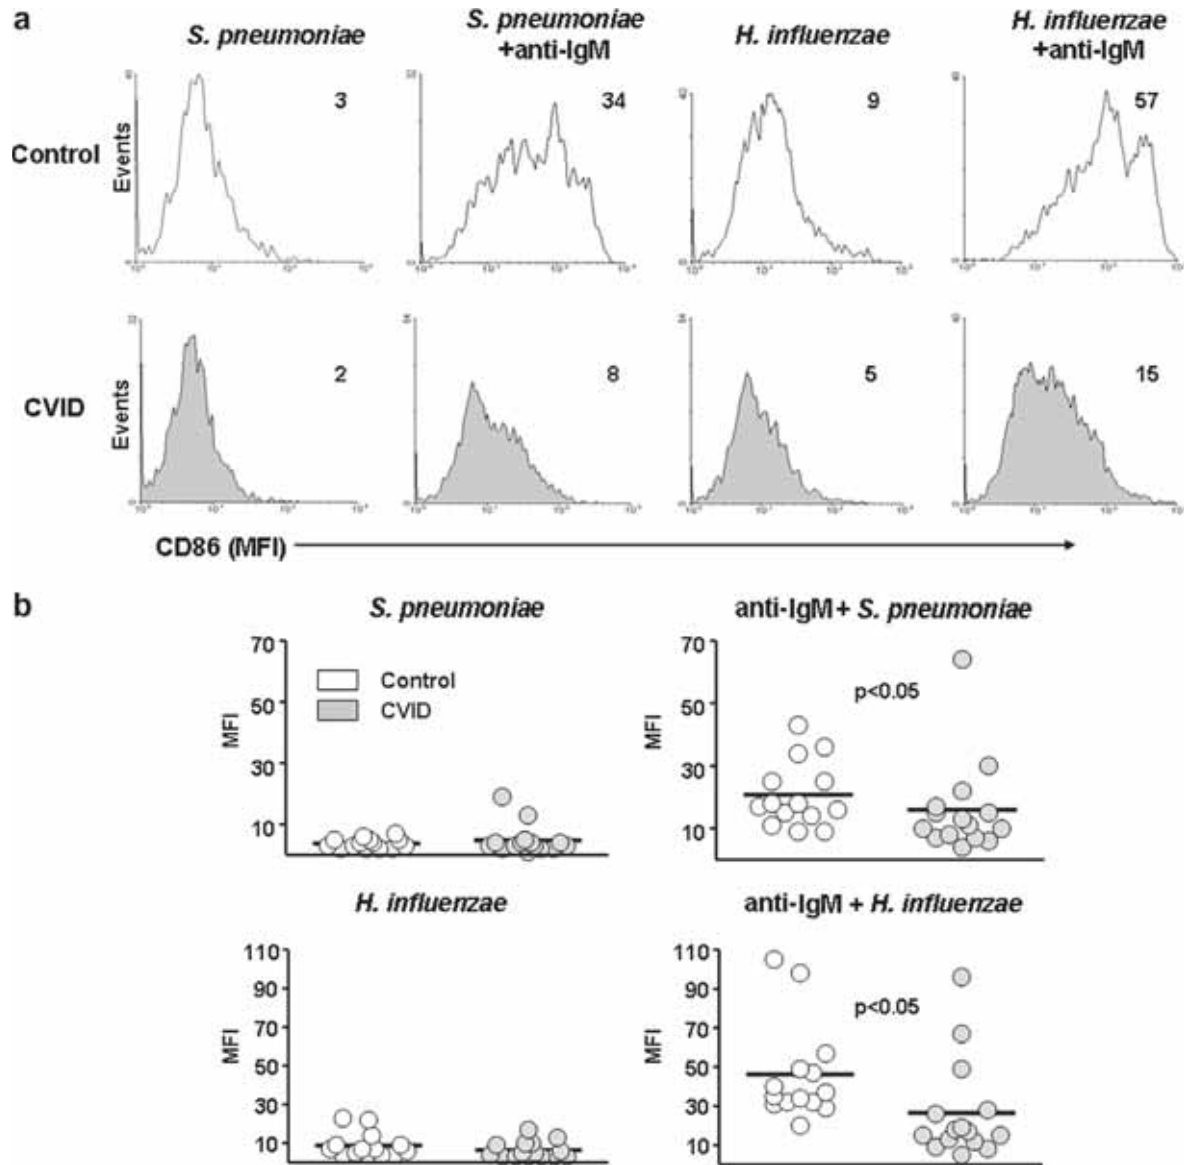 a
S. pneumoniae
S. pneumoniae
+anti-IgM
H. influenzae
H. influenzae
+anti-IgM
Control
Events
3
34
9
57
10⁰ 10¹
CVID
Events
2
8
5
15
CD86 (MFI)
b
S. pneumoniae
anti-IgM + S. pneumoniae
70
50
30
10
MFI
Control
CVID
70
50
30
10
MFI
p<0.05
H. influenzae
anti-IgM + H. influenzae
110
90
70
50
30
10
MFI
110
90
70
50
30
10
MFI
p<0.05